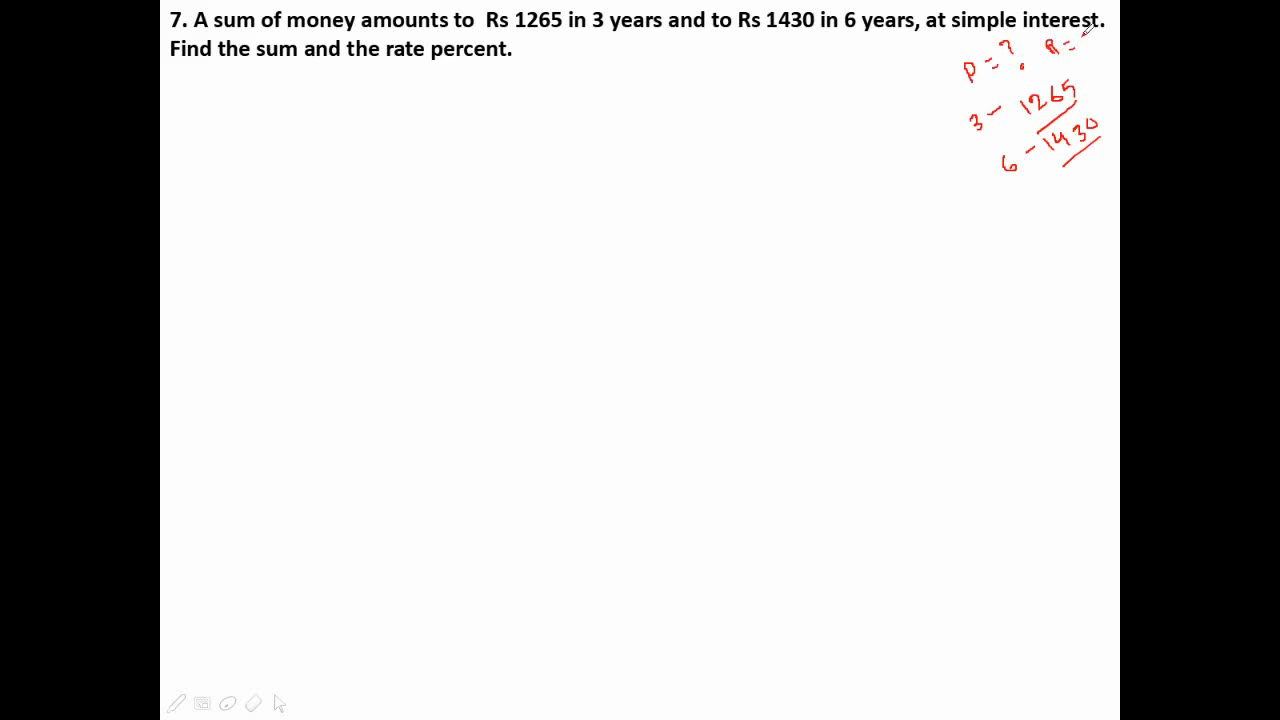 7. A sum of money amounts to  Rs 1265 in 3 years and to Rs 1430 in 6 years, at simple interest.
Find the sum and the rate percent.
P = ? R =
3 - 1265
6 - 1430